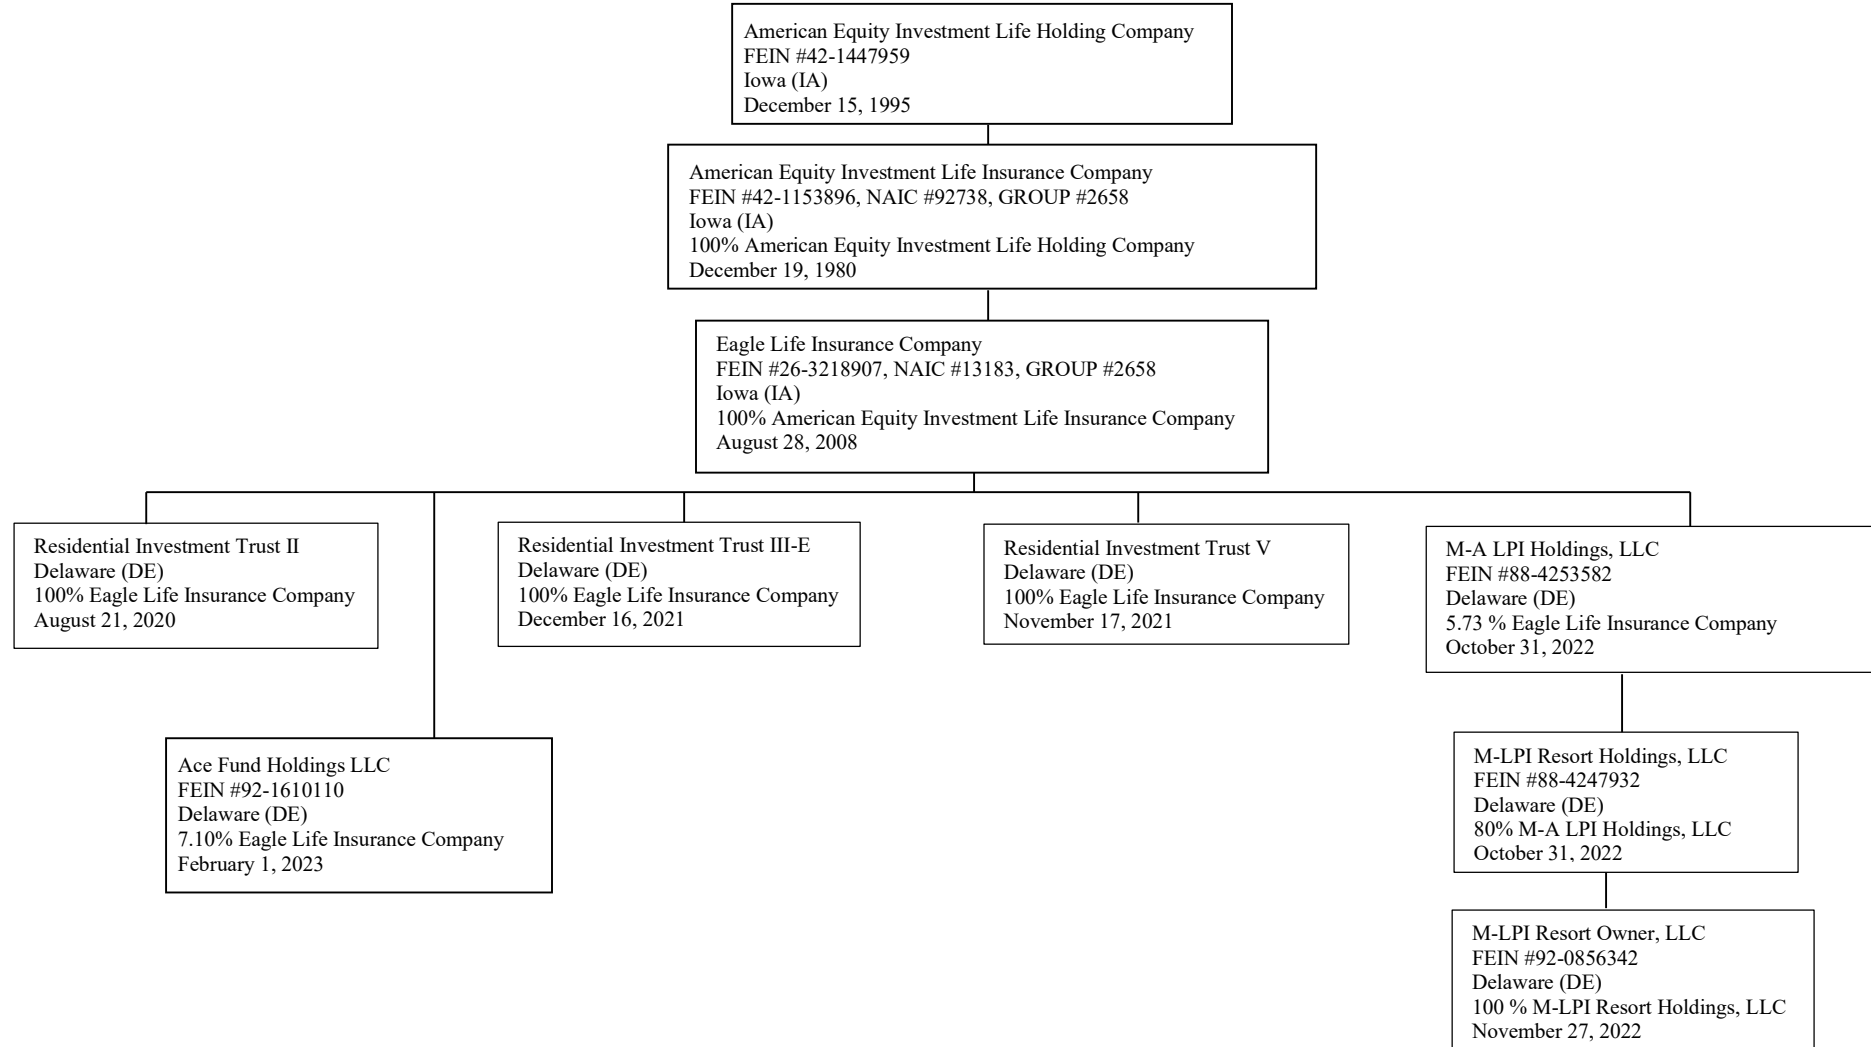 American Equity Investment Life Holding Company
FEIN #42-1447959
Iowa (IA)
December 15, 1995
American Equity Investment Life Insurance Company
FEIN #42-1153896, NAIC #92738, GROUP #2658
Iowa (IA)
100% American Equity Investment Life Holding Company
December 19, 1980
Eagle Life Insurance Company
FEIN #26-3218907, NAIC #13183, GROUP #2658
Iowa (IA)
100% American Equity Investment Life Insurance Company
August 28, 2008
Residential Investment Trust II
Delaware (DE)
100% Eagle Life Insurance Company
August 21, 2020
Residential Investment Trust III-E
Delaware (DE)
100% Eagle Life Insurance Company
December 16, 2021
Residential Investment Trust V
Delaware (DE)
100% Eagle Life Insurance Company
November 17, 2021
M-A LPI Holdings, LLC
FEIN #88-4253582
Delaware (DE)
5.73 % Eagle Life Insurance Company
October 31, 2022
Ace Fund Holdings LLC
FEIN #92-1610110
Delaware (DE)
7.10% Eagle Life Insurance Company
February 1, 2023
M-LPI Resort Holdings, LLC
FEIN #88-4247932
Delaware (DE)
80% M-A LPI Holdings, LLC
October 31, 2022
M-LPI Resort Owner, LLC
FEIN #92-0856342
Delaware (DE)
100 % M-LPI Resort Holdings, LLC
November 27, 2022